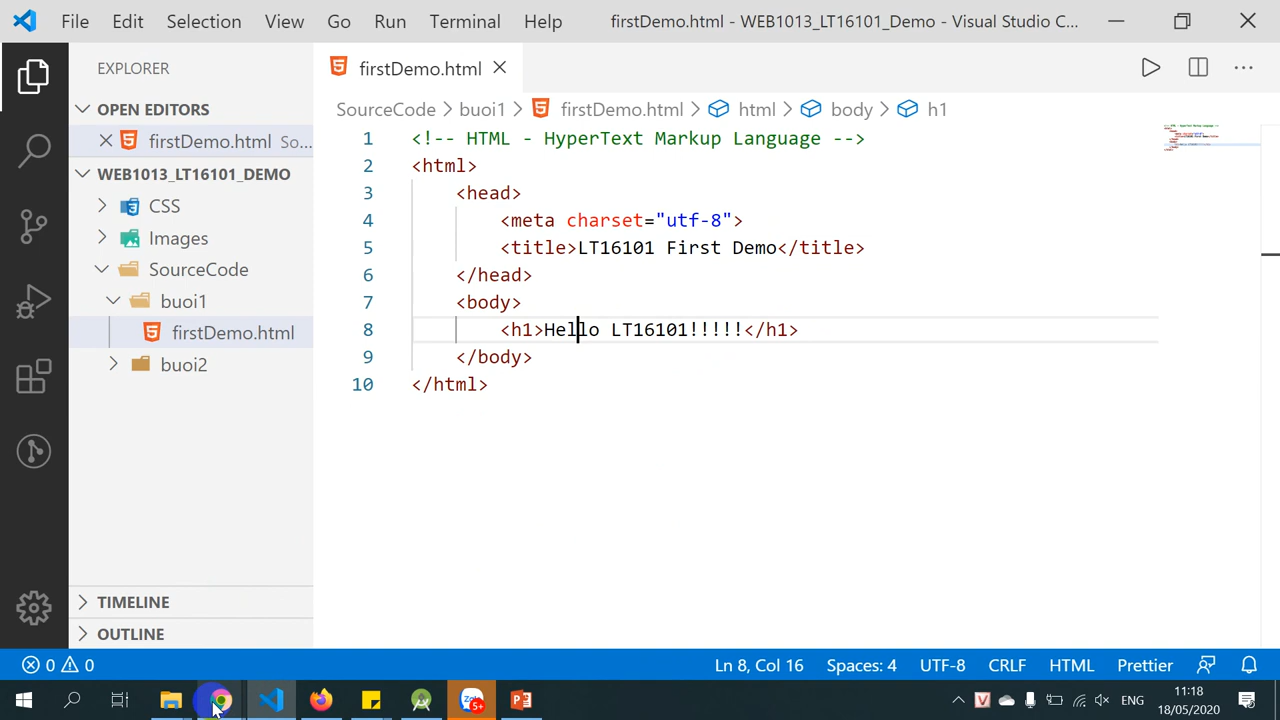 File Edit Selection View Go Run Terminal Help firstDemo.html - WEB1013_LT16101_Demo - Visual Studio C...
EXPLORER
OPEN EDITORS
firstDemo.html So...
WEB1013_LT16101_DEMO
CSS
Images
SourceCode
buoi1
firstDemo.html
buoi2
TIMELINE
OUTLINE
firstDemo.html
SourceCode > buoi1 > firstDemo.html > html > body > h1
1 <!-- HTML - HyperText Markup Language -->
2 <html>
3 <head>
4 <meta charset="utf-8">
5 <title>LT16101 First Demo</title>
6 </head>
7 <body>
8 <h1>Hello LT16101!!!!!</h1>
9 </body>
10 </html>
0 0 Ln 8, Col 16 Spaces: 4 UTF-8 CRLF HTML Prettier
Za 5+ V ENG
11:18
18/05/2020